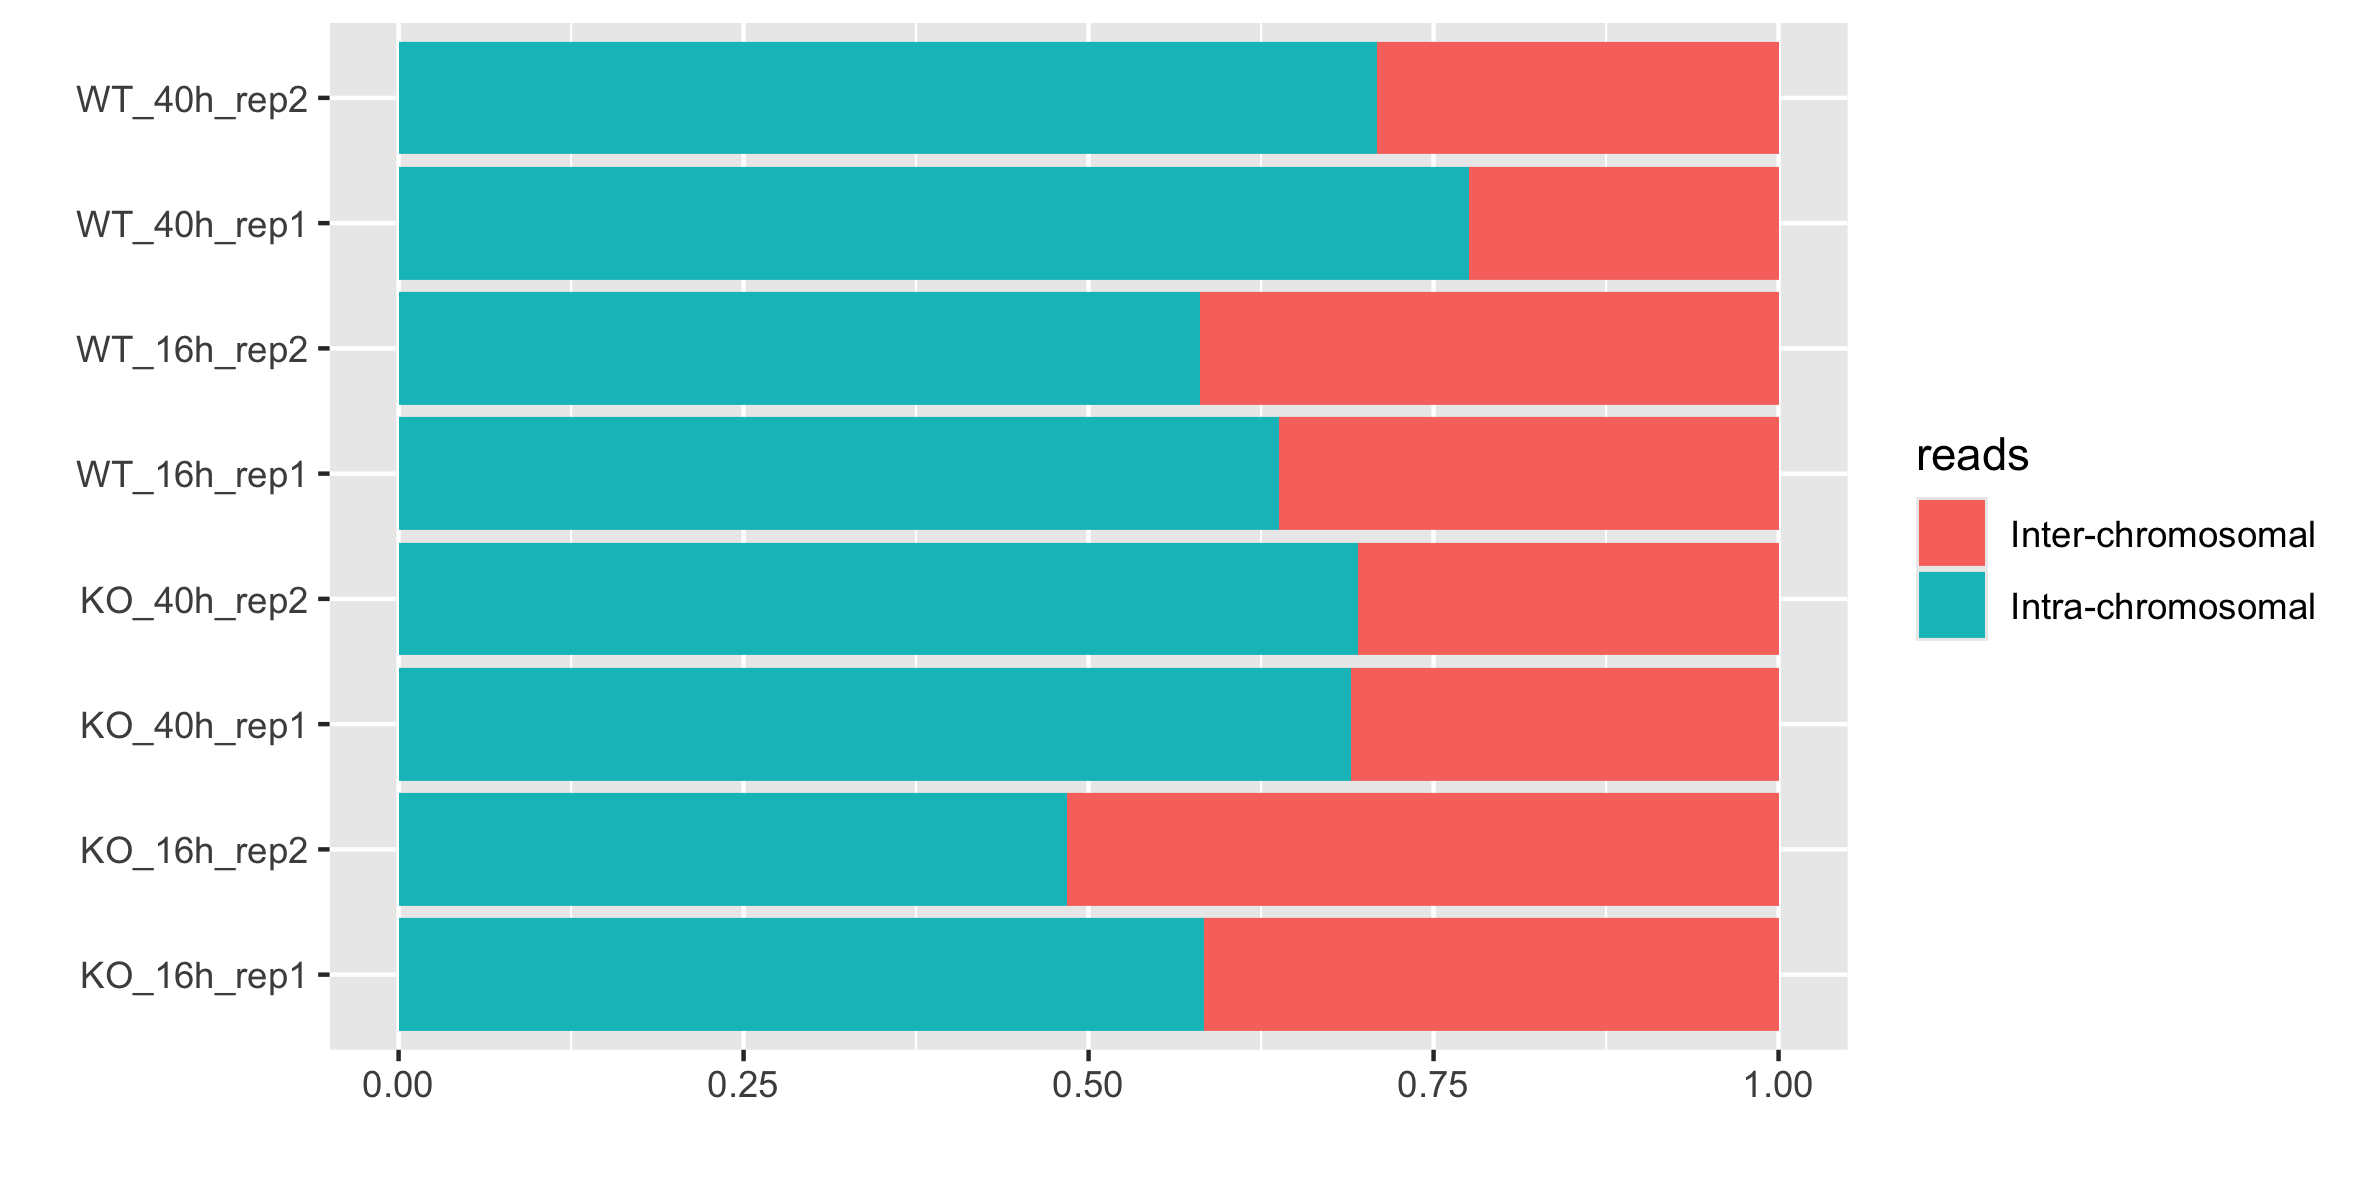 WT_40h_rep2
WT_40h_rep1
WT_16h_rep2
WT_16h_rep1
KO_40h_rep2
KO_40h_rep1
KO_16h_rep2
KO_16h_rep1
0.00 0.25 0.50 0.75 1.00
reads
Inter-chromosomal
Intra-chromosomal